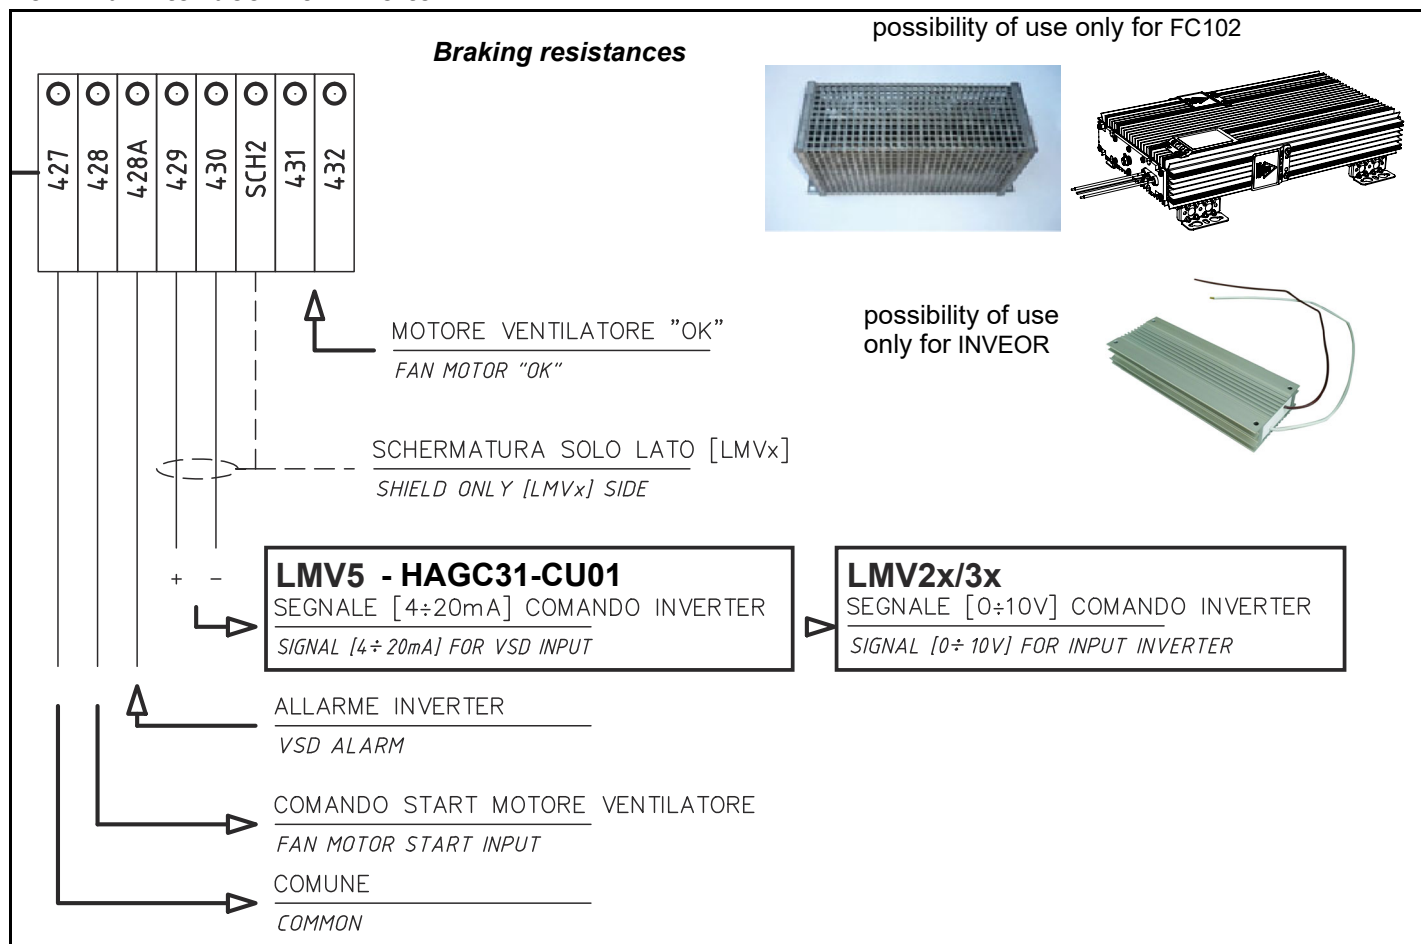 Braking resistances
possibility of use only for FC102
427
428
428A
429
430
SCH2
431
432
possibility of use
only for INVEOR
MOTORE VENTILATORE "OK"
FAN MOTOR "OK"
SCHERMATURA SOLO LATO [LMVx]
SHIELD ONLY [LMVx] SIDE
+ −
LMV5 - HAGC31-CU01
SEGNALE [4÷20mA] COMANDO INVERTER
SIGNAL [4÷20mA] FOR VSD INPUT
LMV2x/3x
SEGNALE [0÷10V] COMANDO INVERTER
SIGNAL [0÷10V] FOR INPUT INVERTER
ALLARME INVERTER
VSD ALARM
COMANDO START MOTORE VENTILATORE
FAN MOTOR START INPUT
COMUNE
COMMON